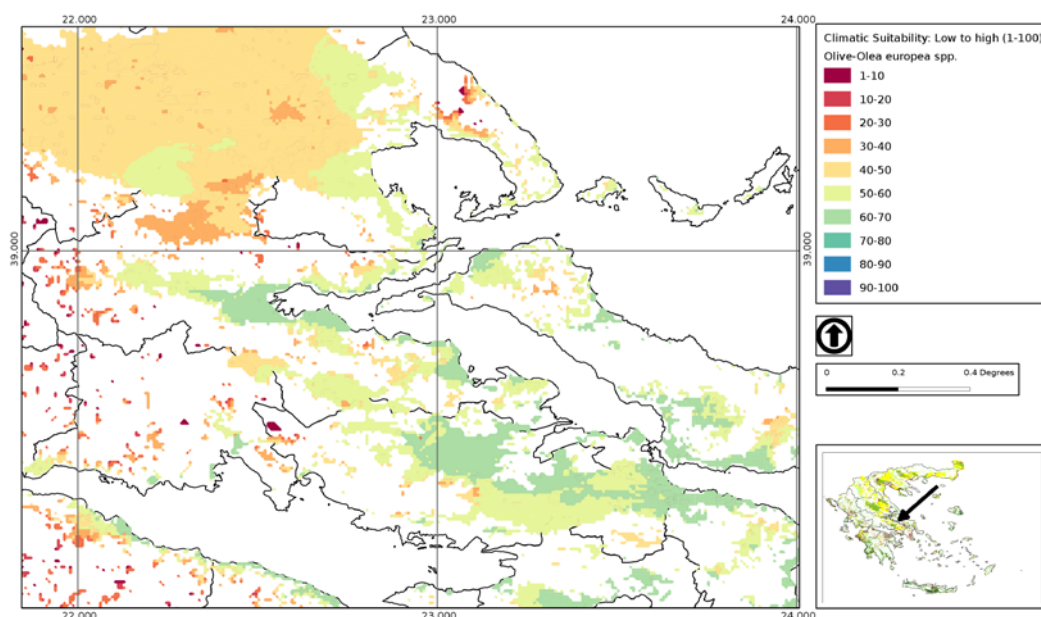 22.000 23.000 24.000
Climatic Suitability: Low to high (1-100)
Olive-Olea europea spp.
1-10
10-20
20-30
30-40
40-50
50-60
60-70
70-80
80-90
90-100
39.000 39.000
0 0.2 0.4 Degrees
22.000 23.000 24.000